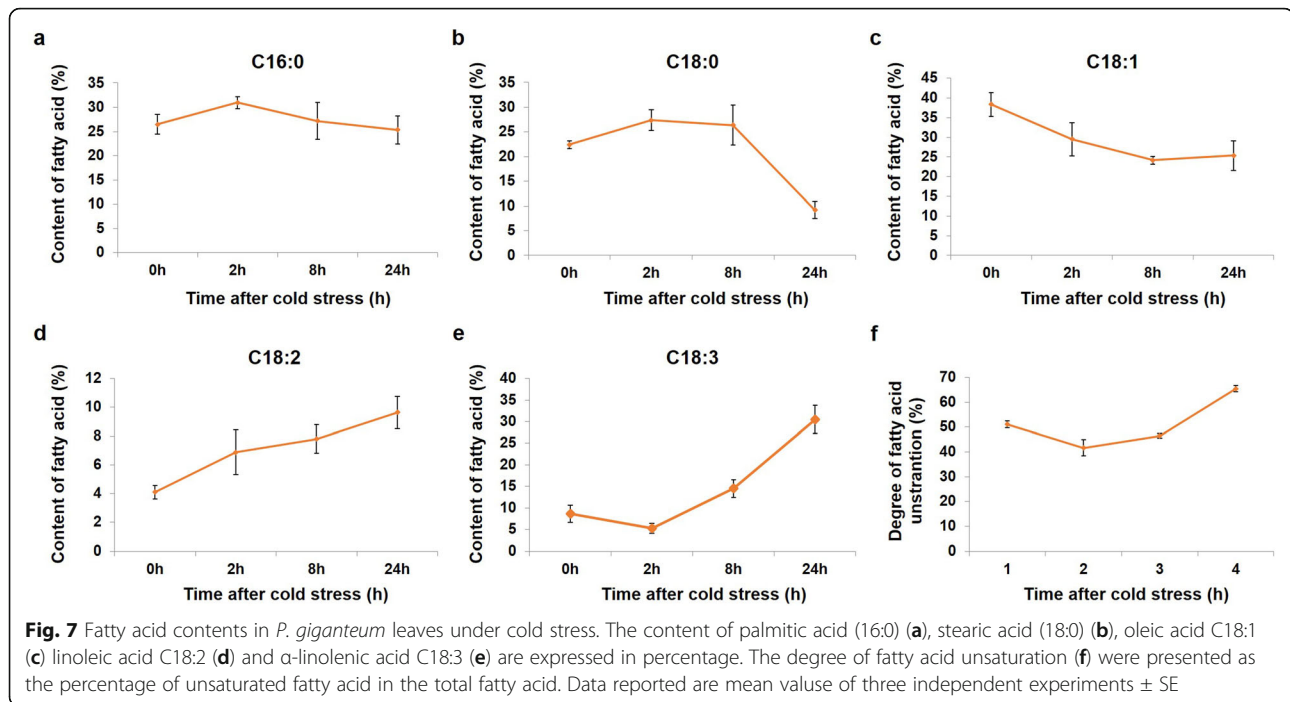 a
C16:0
Content of fatty acid (%)
35
30
25
20
15
10
5
0
0h 2h 8h 24h
Time after cold stress (h)
b
C18:0
Content of fatty acid (%)
35
30
25
20
15
10
5
0
0h 2h 8h 24h
Time after cold stress (h)
c
C18:1
Content of fatty acid (%)
45
40
35
30
25
20
15
10
5
0
0h 2h 8h 24h
Time after cold stress (h)
d
C18:2
Content of fatty acid (%)
12
10
8
6
4
2
0
0h 2h 8h 24h
Time after cold stress (h)
e
C18:3
Content of fatty acid (%)
40
35
30
25
20
15
10
5
0
0h 2h 8h 24h
Time after cold stress (h)
f
Degree of fatty acid
unstrantion (%)
70
60
50
40
30
20
10
0
1 2 3 4
Time after cold stress (h)
Fig. 7 Fatty acid contents in P. giganteum leaves under cold stress. The content of palmitic acid (16:0) (a), stearic acid (18:0) (b), oleic acid C18:1
(c) linoleic acid C18:2 (d) and α-linolenic acid C18:3 (e) are expressed in percentage. The degree of fatty acid unsaturation (f) were presented as
the percentage of unsaturated fatty acid in the total fatty acid. Data reported are mean valuse of three independent experiments ± SE